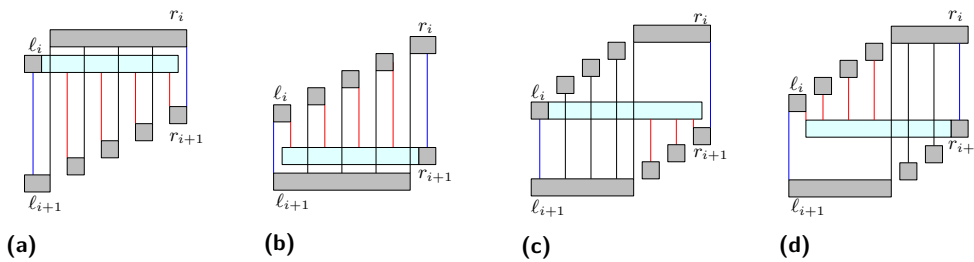 r_i
ℓ_i
r_{i+1}
ℓ_{i+1}
(a)
r_i
ℓ_i
r_{i+1}
ℓ_{i+1}
(b)
r_i
ℓ_i
r_{i+1}
ℓ_{i+1}
(c)
r_i
ℓ_i
r_{i+
ℓ_{i+1}
(d)